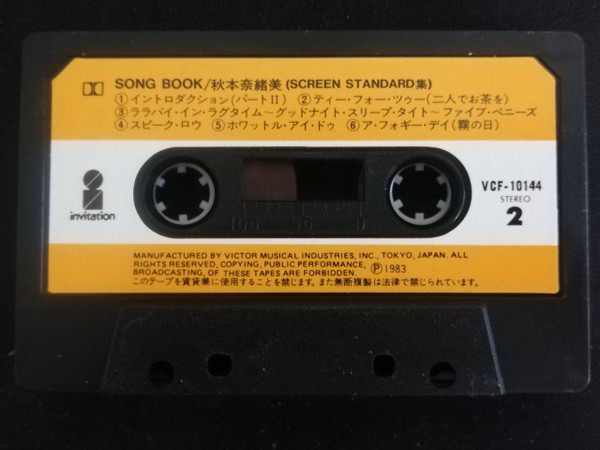 SONG BOOK/秋本奈緒美(SCREEN STANDARD集)
①イントロダクション(パートII) ②ティー・フォー・ツゥー(二人でお茶を)
③ララバイ・イン・ラグタイム〜グッドナイト・スリープ・タイト〜ファイブ・ペニーズ
④スピーク・ロウ ⑤ホワットル・アイ・ドゥ ⑥ア・フォギー・デイ(霧の日)
invitation
100 50 0
VCF-10144
STEREO
2
MANUFACTURED BY VICTOR MUSICAL INDUSTRIES, INC., TOKYO, JAPAN. ALL
RIGHTS RESERVED, COPYING, PUBLIC PERFORMANCE,
BROADCASTING, OF THESE TAPES ARE FORBIDDEN. Ⓟ1983
このテープを賃貸業に使用することを禁じます。また無断複製は法律で禁じられています。